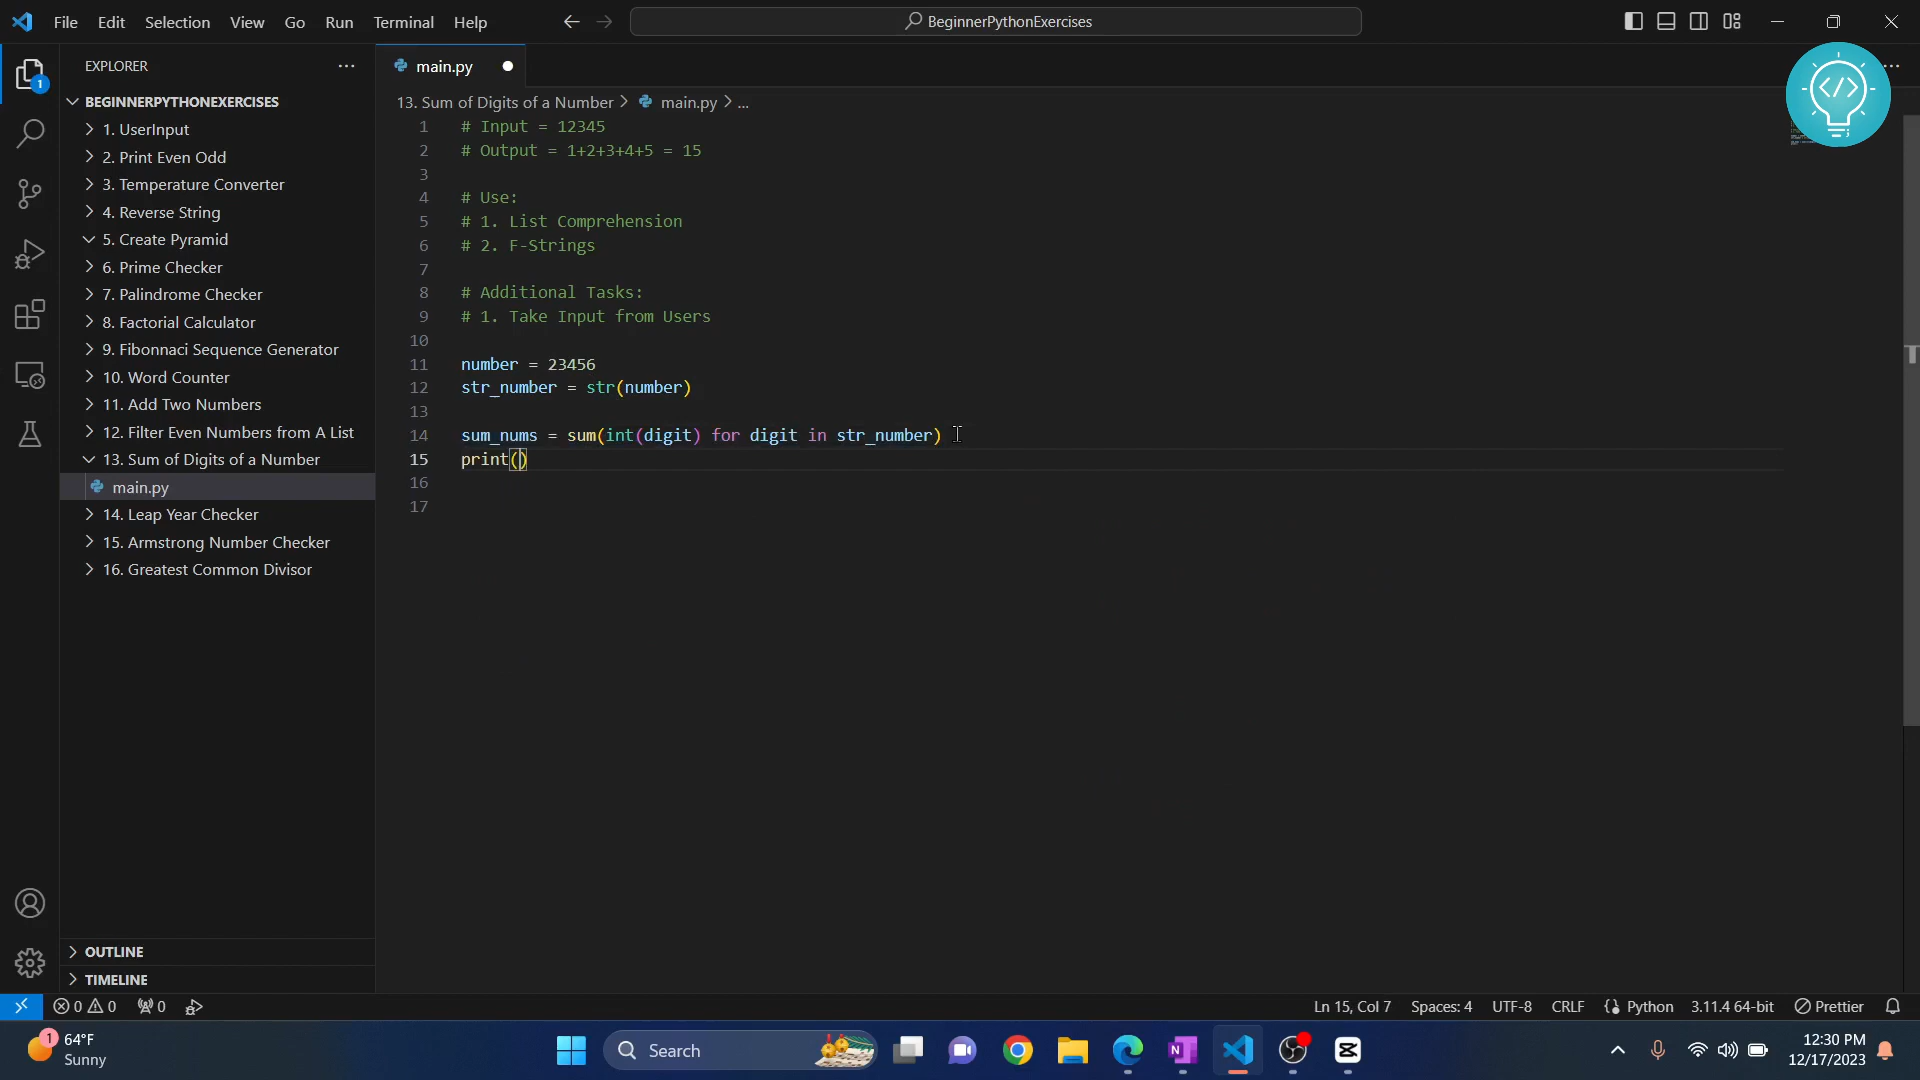 File Edit Selection View Go Run Terminal Help
BeginnerPythonExercises
EXPLORER
1
BEGINNERPYTHONEXERCISES
1. UserInput
2. Print Even Odd
3. Temperature Converter
4. Reverse String
5. Create Pyramid
6. Prime Checker
7. Palindrome Checker
8. Factorial Calculator
9. Fibonnaci Sequence Generator
10. Word Counter
11. Add Two Numbers
12. Filter Even Numbers from A List
13. Sum of Digits of a Number
main.py
14. Leap Year Checker
15. Armstrong Number Checker
16. Greatest Common Divisor
OUTLINE
TIMELINE
main.py
13. Sum of Digits of a Number > main.py > ...
1 # Input = 12345
2 # Output = 1+2+3+4+5 = 15
3
4 # Use:
5 # 1. List Comprehension
6 # 2. F-Strings
7
8 # Additional Tasks:
9 # 1. Take Input from Users
10
11 number = 23456
12 str_number = str(number)
13
14 sum_nums = sum(int(digit) for digit in str_number)
15 print()
16
17
</>
0 0 0
Ln 15, Col 7 Spaces: 4 UTF-8 CRLF {} Python 3.11.4 64-bit Prettier
1
64°F
Sunny
Search
N
12:30 PM
12/17/2023